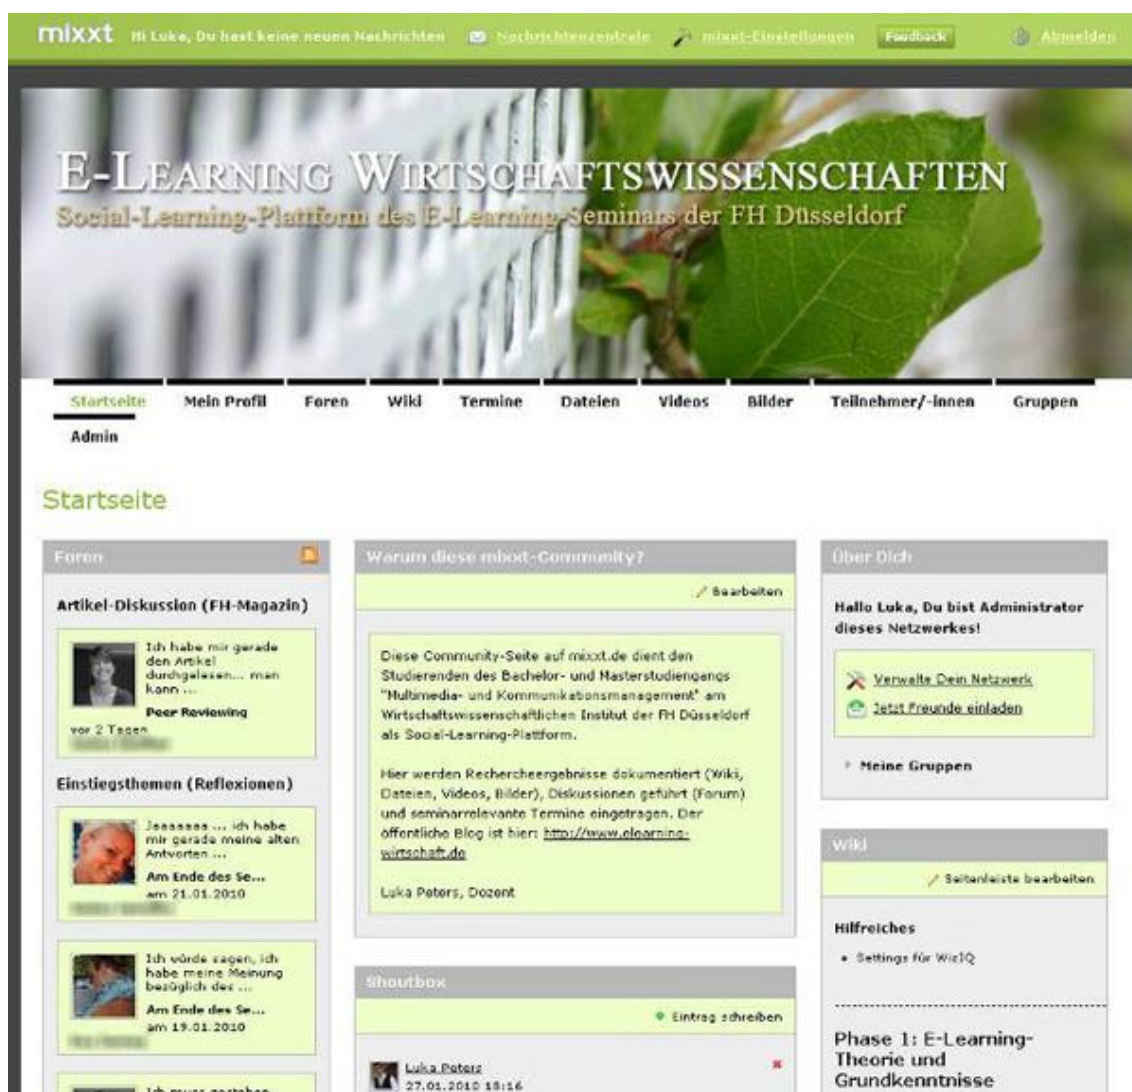 mixxt Hi Luka, Du hast keine neuen Nachrichten Nachrichtenzentrale mixxt-Einstellungen Feedback Abmelden
E-Learning Wirtschaftswissenschaften
Social-Learning-Plattform des E-Learning-Seminars der FH Düsseldorf
Startseite Mein Profil Foren Wiki Termine Dateien Videos Bilder Teilnehmer/-innen Gruppen
Admin
Startseite
Foren
Artikel-Diskussion (FH-Magazin)
Ich habe mir gerade
den Artikel
durchgelesen... man
kann ...
Peer Reviewing
vor 2 Tagen
Einstiegsthemen (Reflexionen)
Jaaaaaaa ... ich habe
mir gerade meine alten
Antworten ...
Am Ende des Se...
am 21.01.2010
Ich würde sagen, ich
habe meine Meinung
bezüglich des ...
Am Ende des Se...
am 19.01.2010
Ich muss gestehen
Warum diese mixxt-Community?
Bearbeiten
Diese Community-Seite auf mixxt.de dient den
Studierenden des Bachelor- und Masterstudiengangs
"Multimedia- und Kommunikationsmanagement" am
Wirtschaftswissenschaftlichen Institut der FH Düsseldorf
als Social-Learning-Plattform.
Hier werden Rechercheergebnisse dokumentiert (Wiki,
Dateien, Videos, Bilder), Diskussionen geführt (Forum)
und seminarrelevante Termine eingetragen. Der
öffentliche Blog ist hier: http://www.elearning-
wirtschaft.de
Luka Peters, Dozent
Shoutbox
Eintrag schreiben
Luka Peters
27.01.2010 18:16
Über Dich
Hallo Luka, Du bist Administrator
dieses Netzwerkes!
Verwalte Dein Netzwerk
Jetzt Freunde einladen
Meine Gruppen
Wiki
Seitenleiste bearbeiten
Hilfreiches
• Settings für WizIQ
Phase 1: E-Learning-
Theorie und
Grundkenntnisse